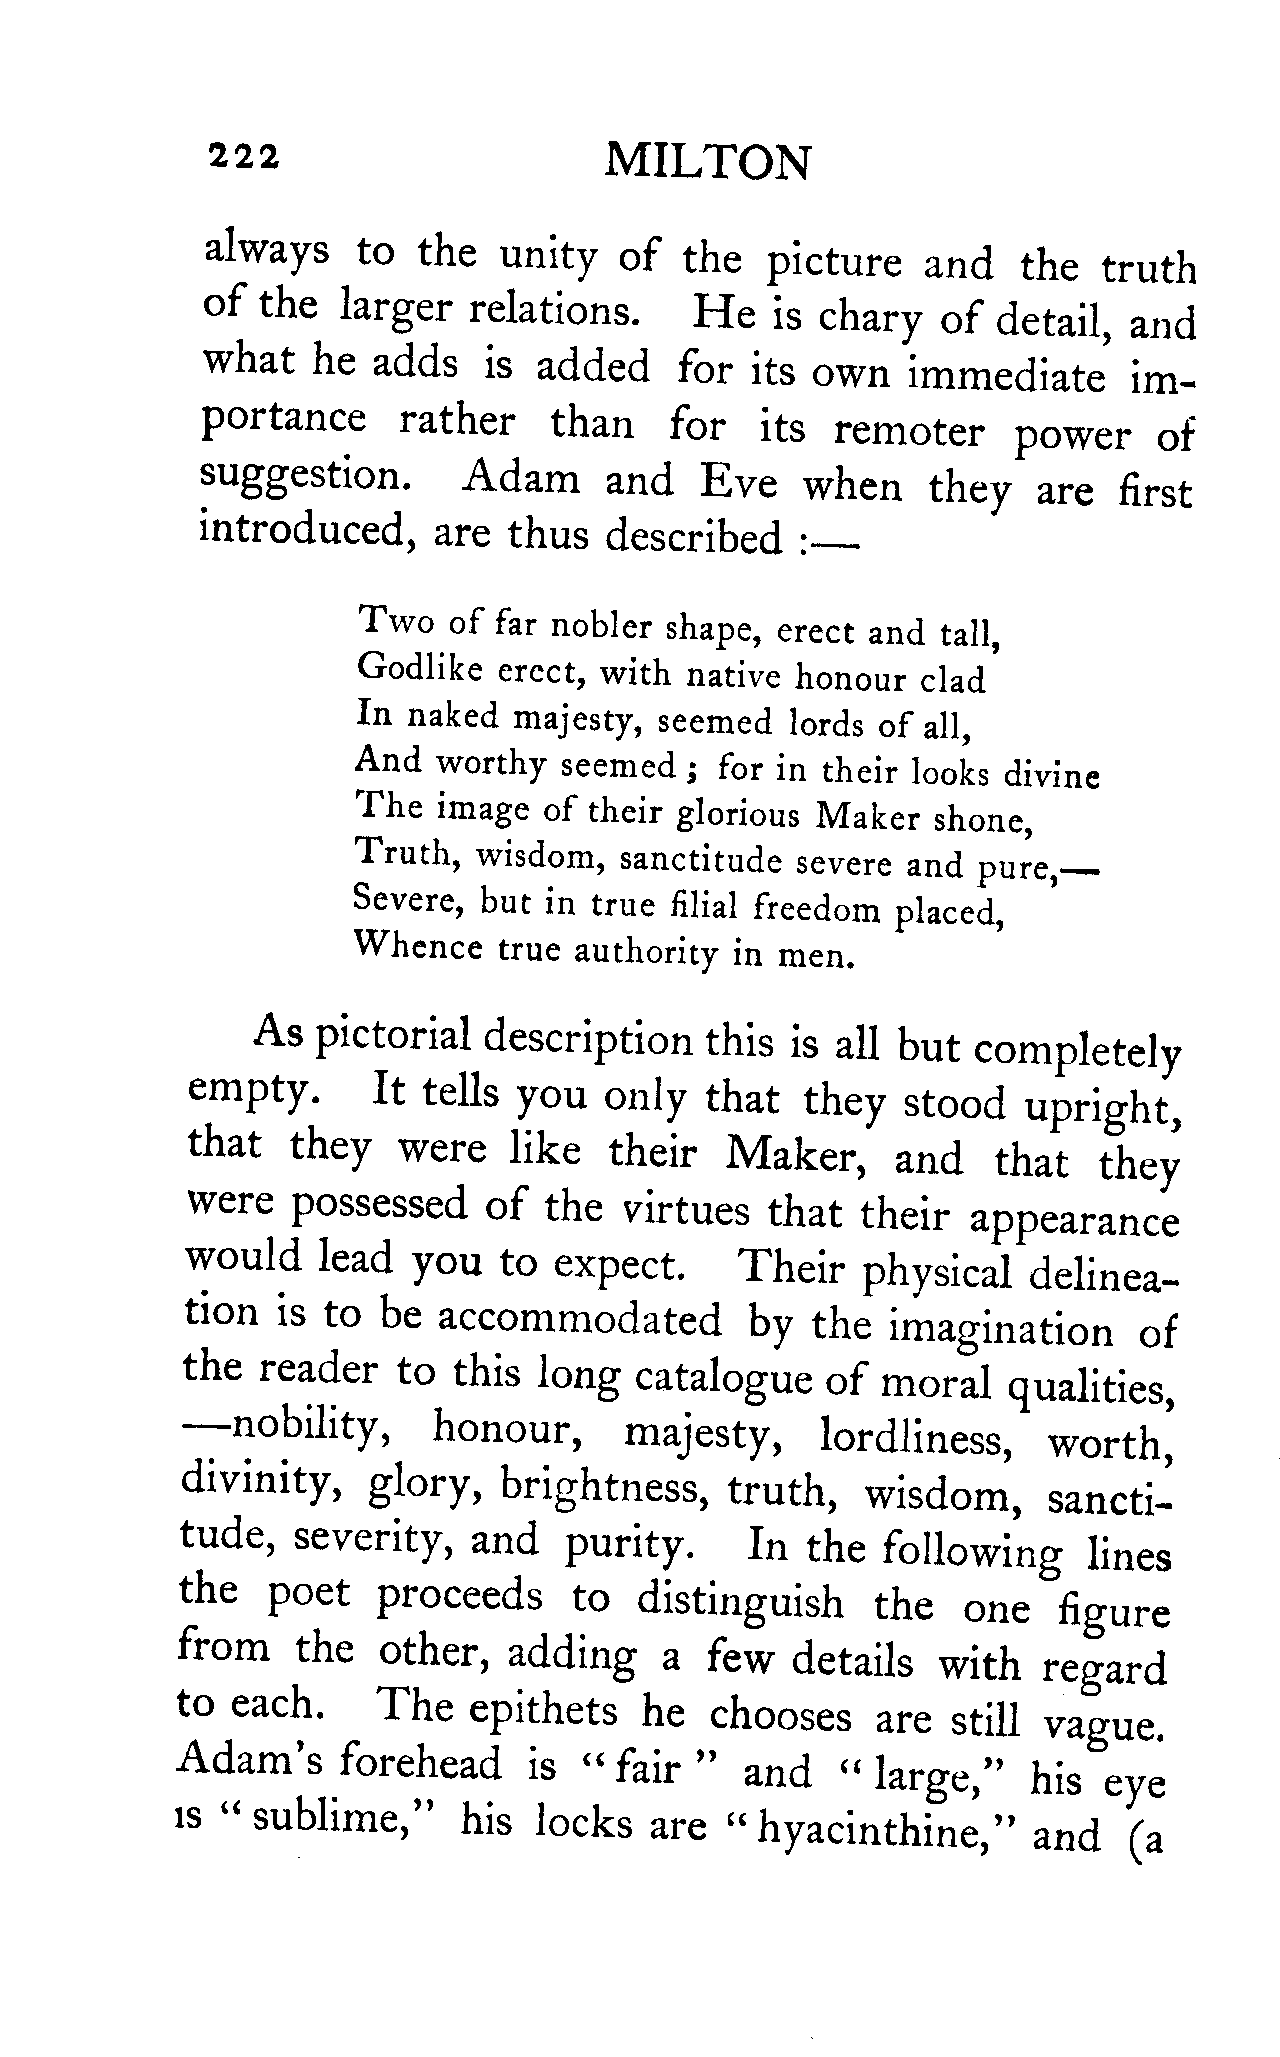 222 MILTON
always to the unity of the picture and the truth
of the larger relations. He is chary of detail, and
what he adds is added for its own immediate im-
portance rather than for its remoter power of
suggestion. Adam and Eve when they are first
introduced, are thus described :—
Two of far nobler shape, erect and tall,
Godlike erect, with native honour clad
In naked majesty, seemed lords of all,
And worthy seemed ; for in their looks divine
The image of their glorious Maker shone,
Truth, wisdom, sanctitude severe and pure,—
Severe, but in true filial freedom placed,
Whence true authority in men.
As pictorial description this is all but completely
empty. It tells you only that they stood upright,
that they were like their Maker, and that they
were possessed of the virtues that their appearance
would lead you to expect. Their physical delinea-
tion is to be accommodated by the imagination of
the reader to this long catalogue of moral qualities,
—nobility, honour, majesty, lordliness, worth,
divinity, glory, brightness, truth, wisdom, sancti-
tude, severity, and purity. In the following lines
the poet proceeds to distinguish the one figure
from the other, adding a few details with regard
to each. The epithets he chooses are still vague.
Adam's forehead is “ fair ” and “ large,” his eye
is “ sublime,” his locks are “ hyacinthine,” and (a